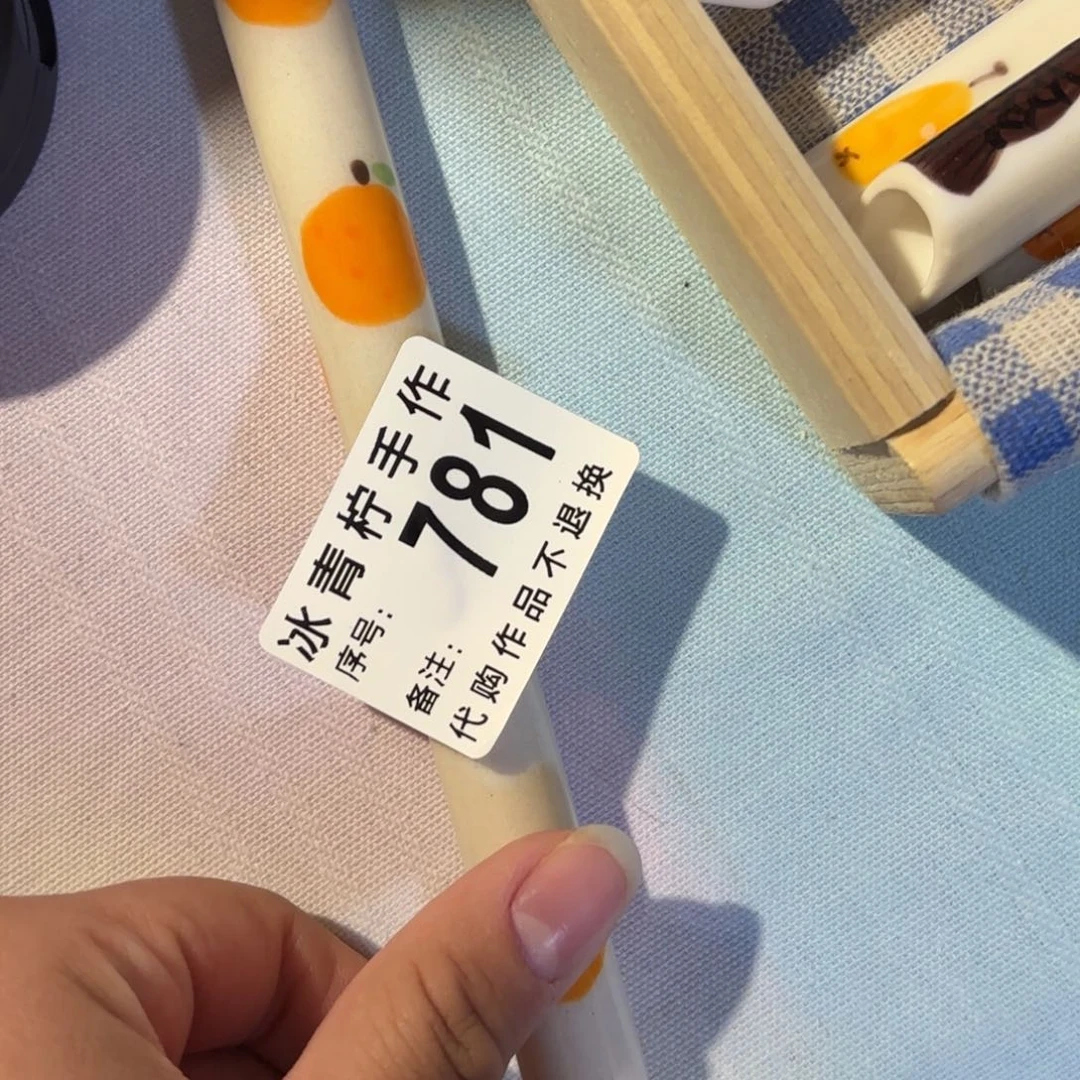 冰青柠手作
序号：781
备注：
代购作品不退换